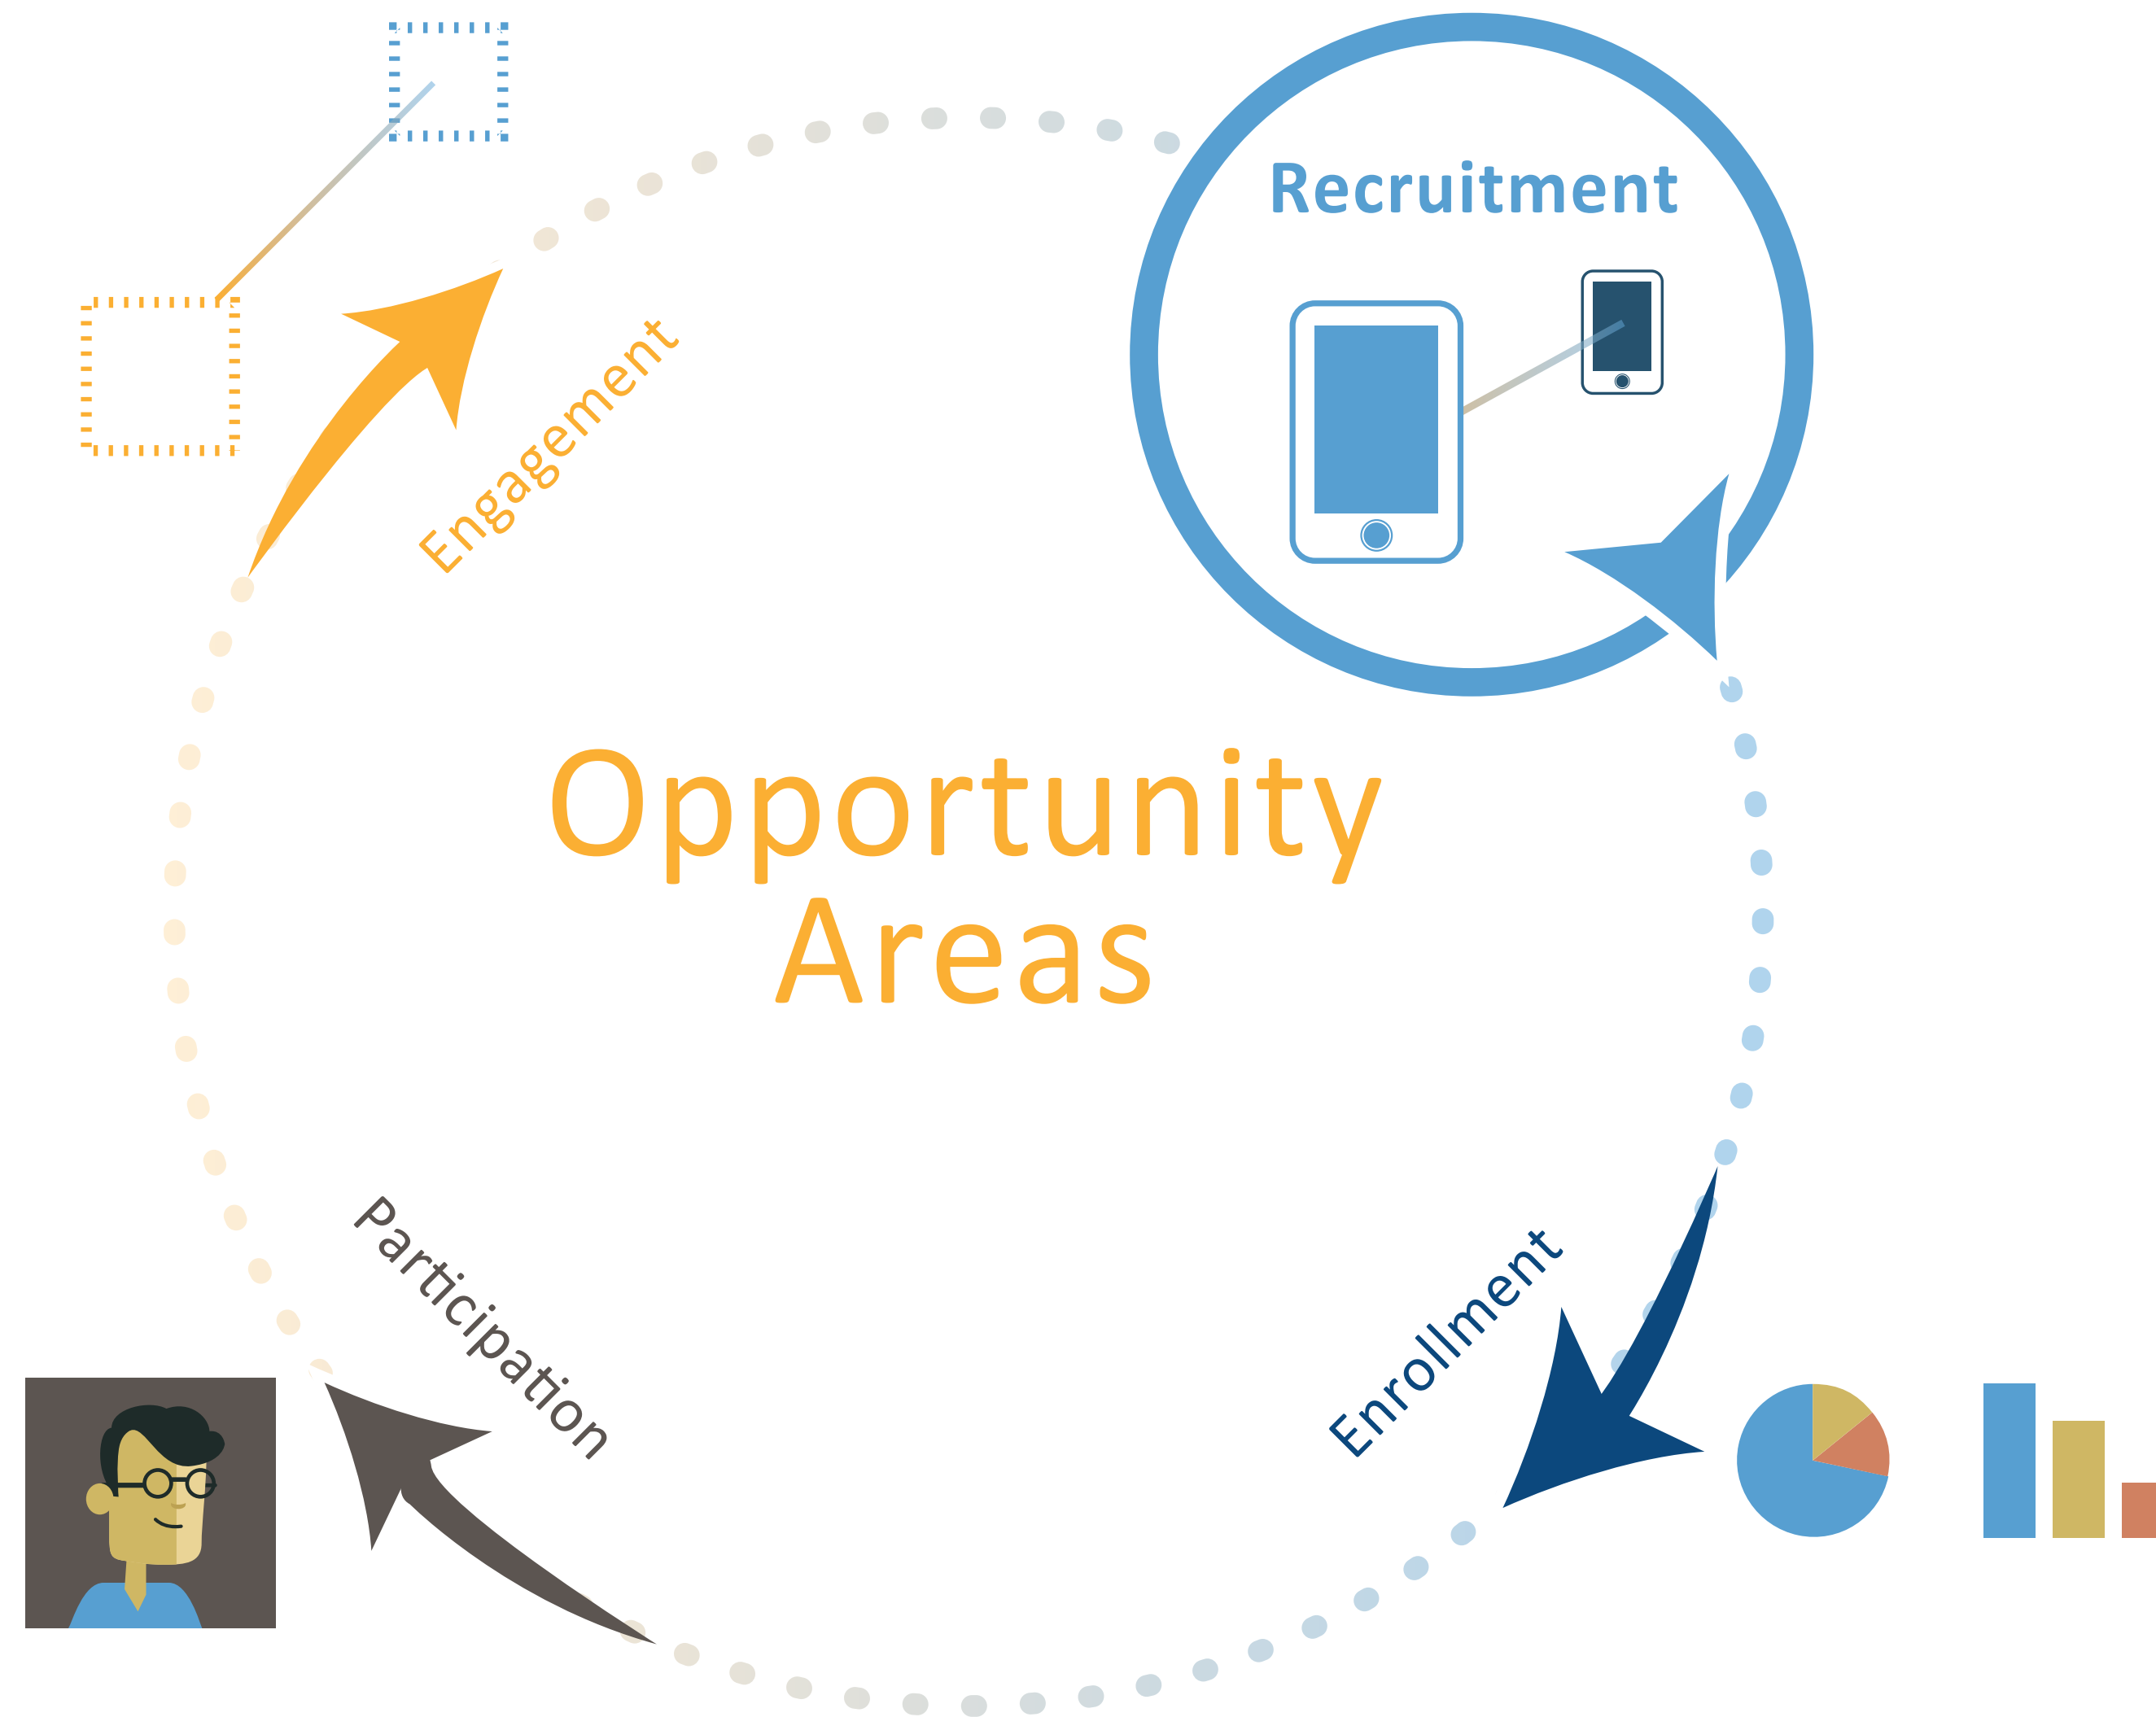 Recruitment
Engagement
Opportunity
Areas
Participation
Enrollment